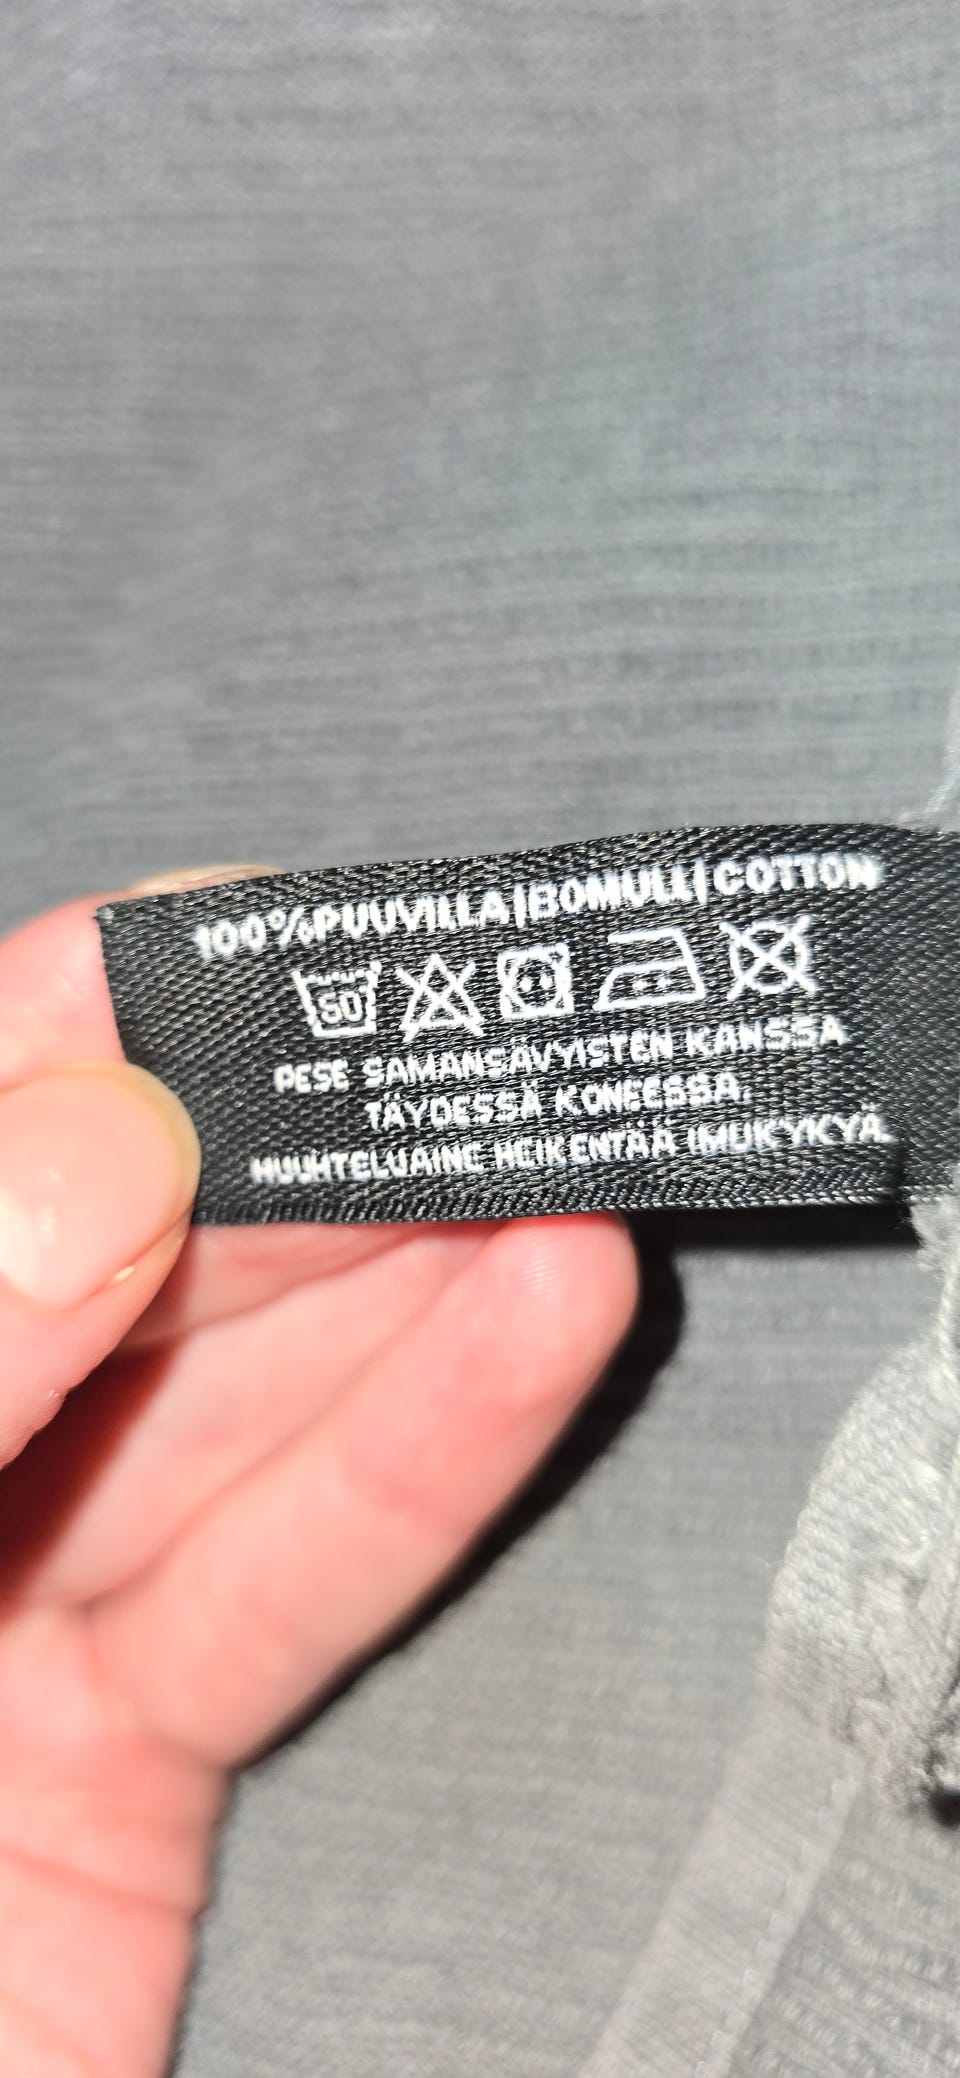 100% PUUVILLA|BOMULL|COTTON
50
PESE SAMANSÄVYISTEN KANSSA
TÄYDESSÄ KONEESSA.
HUUHTELUAINE HEIKENTÄÄ IMUKYKYÄ.